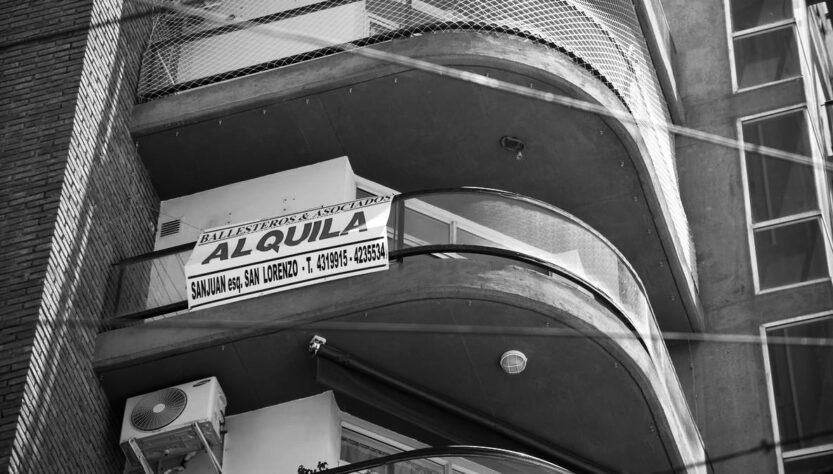 BALLESTEROS & ASOCIADOS
ALQUILA
SANJUAN esq. SAN LORENZO - T. 4319915 - 4235534